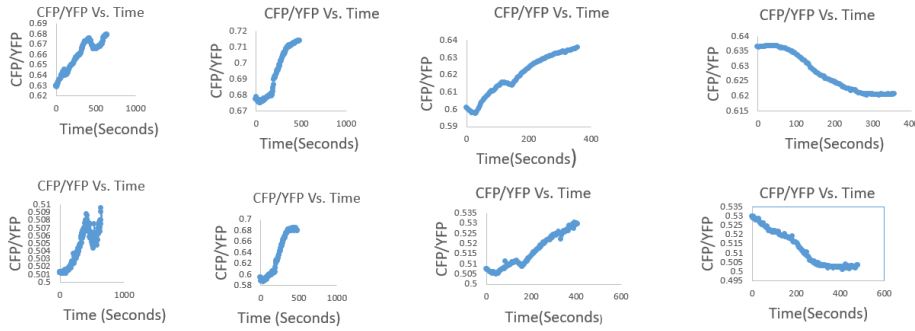 CFP/YFP Vs. Time
CFP/YFP
0.69
0.68
0.67
0.66
0.65
0.64
0.63
0.62
0 500 1000
Time(Seconds)
CFP/YFP Vs. Time
CFP/YFP
0.72
0.71
0.7
0.69
0.68
0.67
0 500 1000
Time(Seconds)
CFP/YFP Vs. Time
CFP/YFP
0.64
0.63
0.62
0.61
0.6
0.59
0 200 400
Time(Seconds)
CFP/YFP Vs. Time
CFP/YFP
0.64
0.635
0.63
0.625
0.62
0.615
0 100 200 300 400
Time(Seconds)
CFP/YFP Vs. Time
CFP/YFP
0.51
0.509
0.508
0.507
0.506
0.505
0.504
0.503
0.502
0.501
0.5
0 1000
Time (Seconds)
CFP/YFP Vs. Time
CFP/YFP
0.7
0.68
0.66
0.64
0.62
0.6
0.58
0 500 1000
Time (Seconds)
CFP/YFP Vs. Time
CFP/YFP
0.535
0.53
0.525
0.52
0.515
0.51
0.505
0.5
0 200 400 600
Time (Seconds)
CFP/YFP Vs. Time
CFP/YFP
0.535
0.53
0.525
0.52
0.515
0.51
0.505
0.5
0.495
0 200 400 600
Time (Seconds)